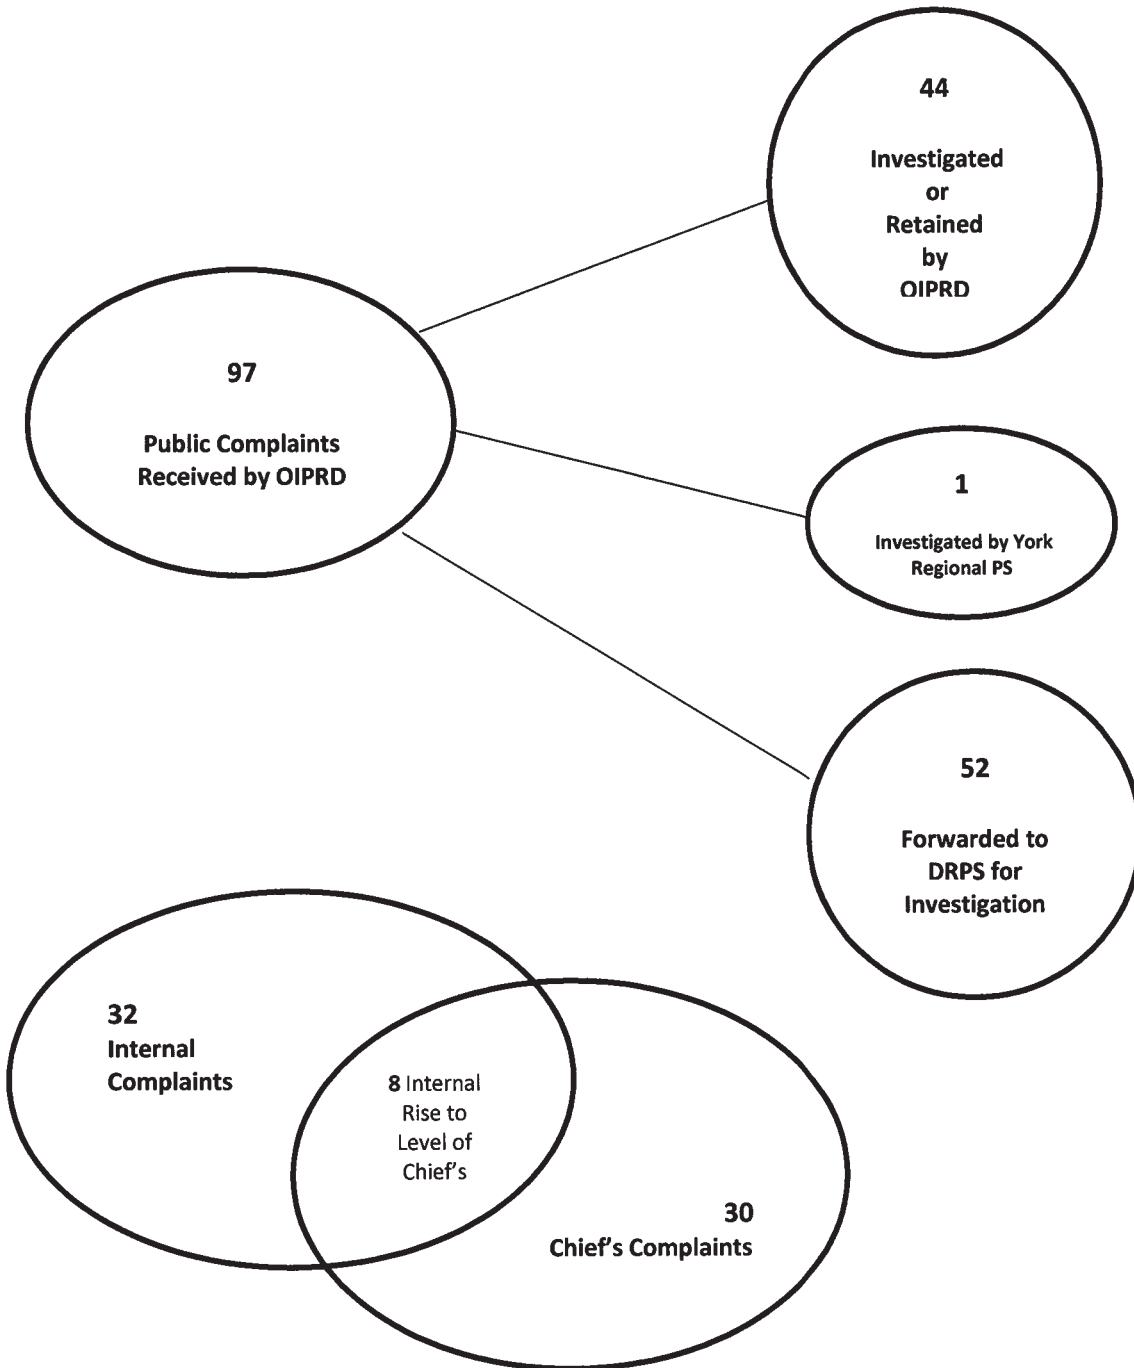 44
Investigated
or
Retained
by
OIPRD
97
Public Complaints
Received by OIPRD
1
Investigated by York
Regional PS
52
Forwarded to
DRPS for
Investigation
32
Internal
Complaints
8 Internal
Rise to
Level of
Chief's
30
Chief's Complaints